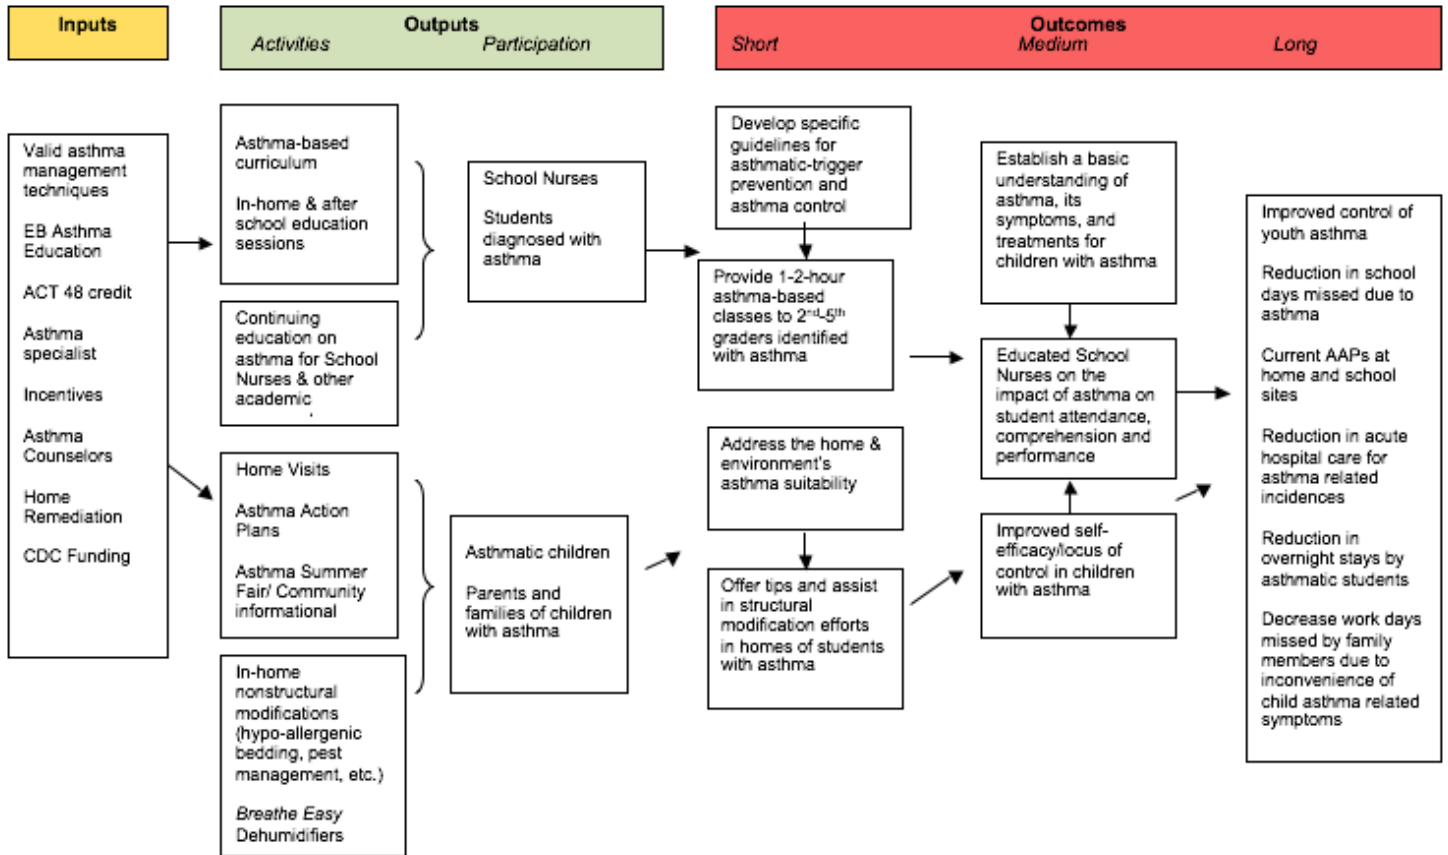 Inputs
Outputs
Activities
Participation
Outcomes
Short
Medium
Long
Valid asthma
management
techniques
EB Asthma
Education
ACT 48 credit
Asthma
specialist
Incentives
Asthma
Counselors
Home
Remediation
CDC Funding
Asthma-based
curriculum
In-home & after
school education
sessions
Continuing
education on
asthma for School
Nurses & other
academic
Home Visits
Asthma Action
Plans
Asthma Summer
Fair/ Community
informational
In-home
nonstructural
modifications
(hypo-allergenic
bedding, pest
management, etc.)
Breathe Easy
Dehumidifiers
School Nurses
Students
diagnosed with
asthma
Asthmatic children
Parents and
families of children
with asthma
Develop specific
guidelines for
asthmatic-trigger
prevention and
asthma control
Provide 1-2-hour
asthma-based
classes to 2nd-5th
graders identified
with asthma
Address the home &
environment's
asthma suitability
Offer tips and assist
in structural
modification efforts
in homes of students
with asthma
Establish a basic
understanding of
asthma, its
symptoms, and
treatments for
children with asthma
Educated School
Nurses on the
impact of asthma on
student attendance,
comprehension and
performance
Improved self-
efficacy/locus of
control in children
with asthma
Improved control of
youth asthma
Reduction in school
days missed due to
asthma
Current AAPs at
home and school
sites
Reduction in acute
hospital care for
asthma related
incidences
Reduction in
overnight stays by
asthmatic students
Decrease work days
missed by family
members due to
inconvenience of
child asthma related
symptoms